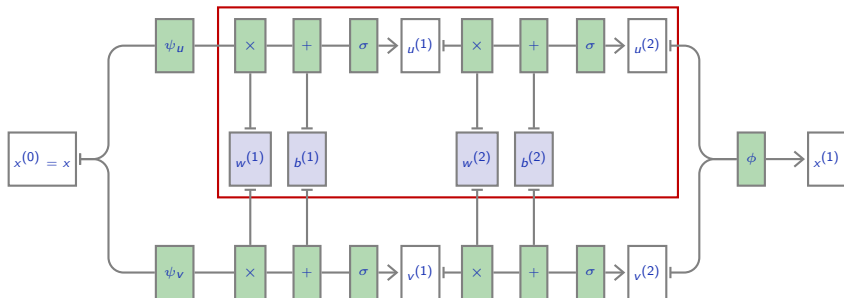 ψ_u × + σ u^(1) × + σ u^(2)
x^(0) = x w^(1) b^(1) w^(2) b^(2) φ x^(1)
ψ_v × + σ v^(1) × + σ v^(2)